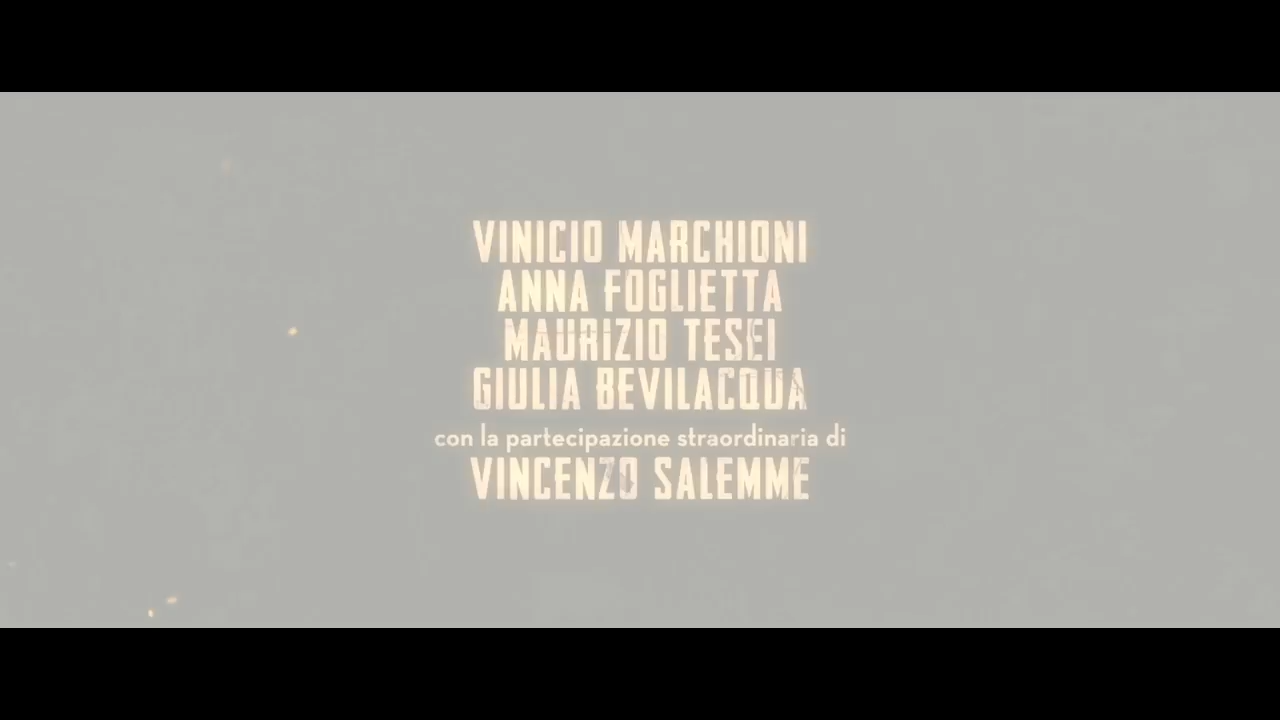 VINICIO MARCHIONI
ANNA FOGLIETTA
MAURIZIO TESEI
GIULIA BEVILACQUA
con la partecipazione straordinaria di
VINCENZO SALEMME